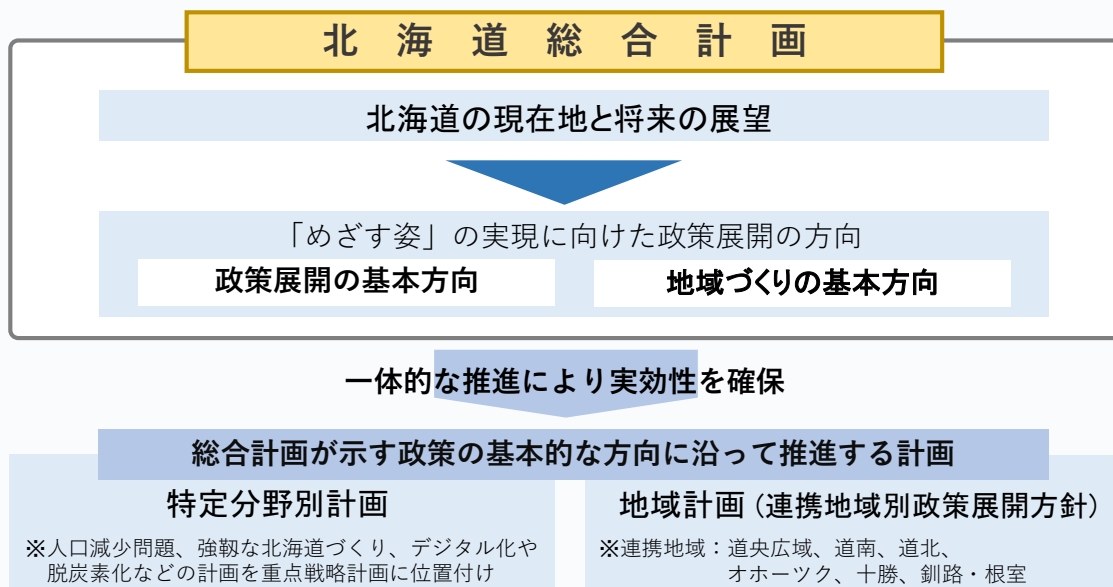 北海道総合計画
北海道の現在地と将来の展望
「めざす姿」の実現に向けた政策展開の方向
政策展開の基本方向
地域づくりの基本方向
一体的な推進により実効性を確保
総合計画が示す政策の基本的な方向に沿って推進する計画
特定分野別計画
※人口減少問題、強靱な北海道づくり、デジタル化や
脱炭素化などの計画を重点戦略計画に位置付け
地域計画(連携地域別政策展開方針)
※連携地域：道央広域、道南、道北、
オホーツク、十勝、釧路・根室